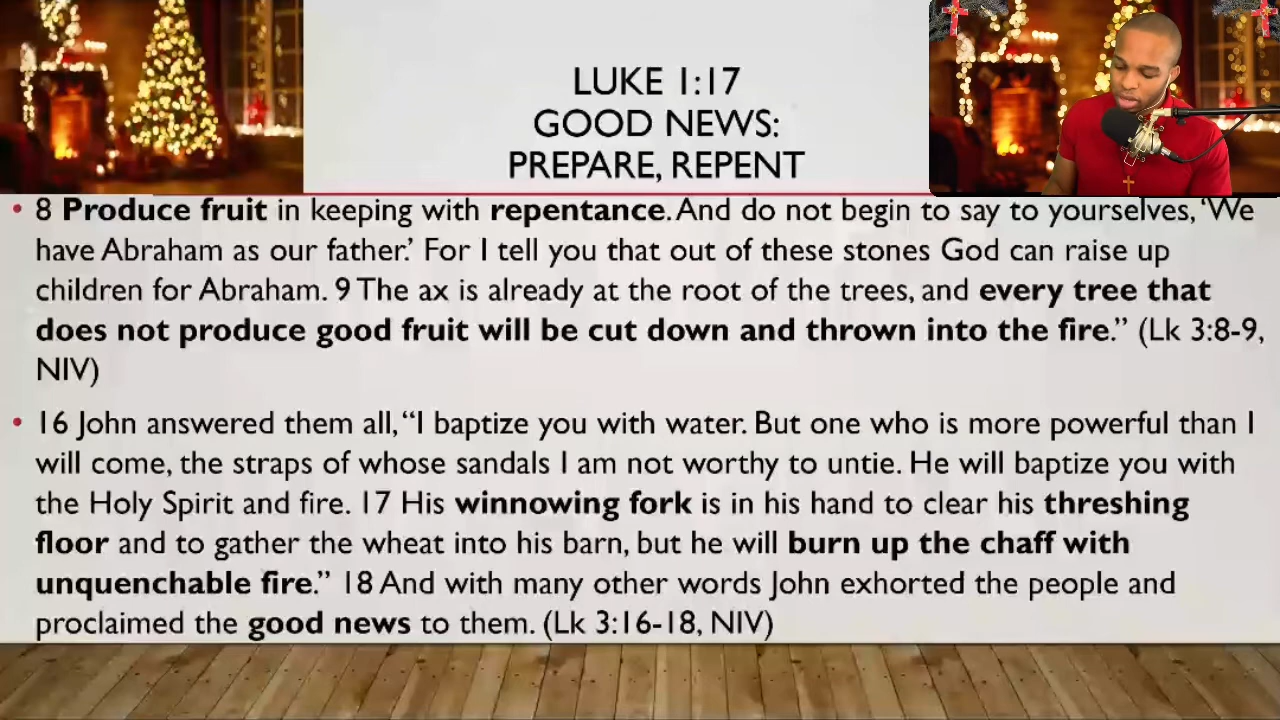 LUKE 1:17
GOOD NEWS:
PREPARE, REPENT
• 8 Produce fruit in keeping with repentance. And do not begin to say to yourselves, ‘We
have Abraham as our father.’ For I tell you that out of these stones God can raise up
children for Abraham. 9 The ax is already at the root of the trees, and every tree that
does not produce good fruit will be cut down and thrown into the fire.” (Lk 3:8-9,
NIV)
• 16 John answered them all, “I baptize you with water. But one who is more powerful than I
will come, the straps of whose sandals I am not worthy to untie. He will baptize you with
the Holy Spirit and fire. 17 His winnowing fork is in his hand to clear his threshing
floor and to gather the wheat into his barn, but he will burn up the chaff with
unquenchable fire.” 18 And with many other words John exhorted the people and
proclaimed the good news to them. (Lk 3:16-18, NIV)